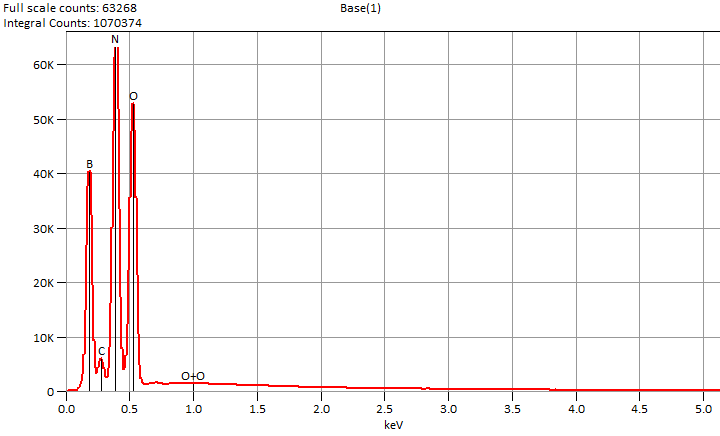 Full scale counts: 63268
Base(1)
Integral Counts: 1070374
N
60K
O
50K
B
40K
30K
20K
10K
C
O+O
0
0.0 0.5 1.0 1.5 2.0 2.5 3.0 3.5 4.0 4.5 5.0
keV